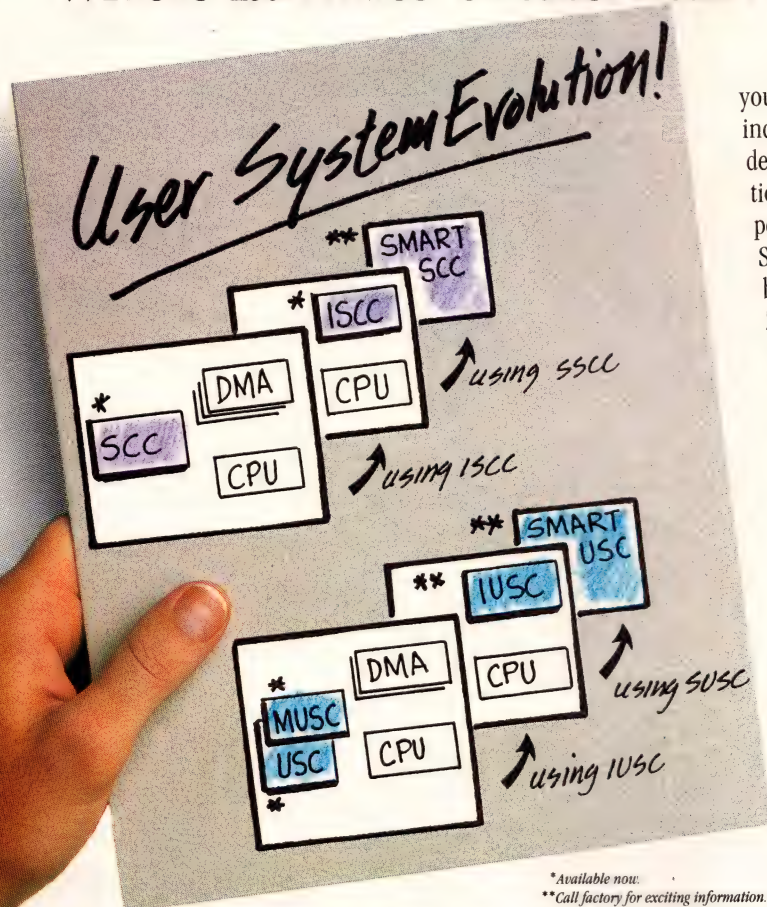 User System Evolution!
** SMART
SCC
* ISCC
CPU
using SSCC
*
SCC
DMA
CPU
using ISCC
** SMART
USC
** IUSC
CPU
using SUSC
*
MUSC
USC
*
DMA
CPU
using IUSC
*Available now.
**Call factory for exciting information.
you